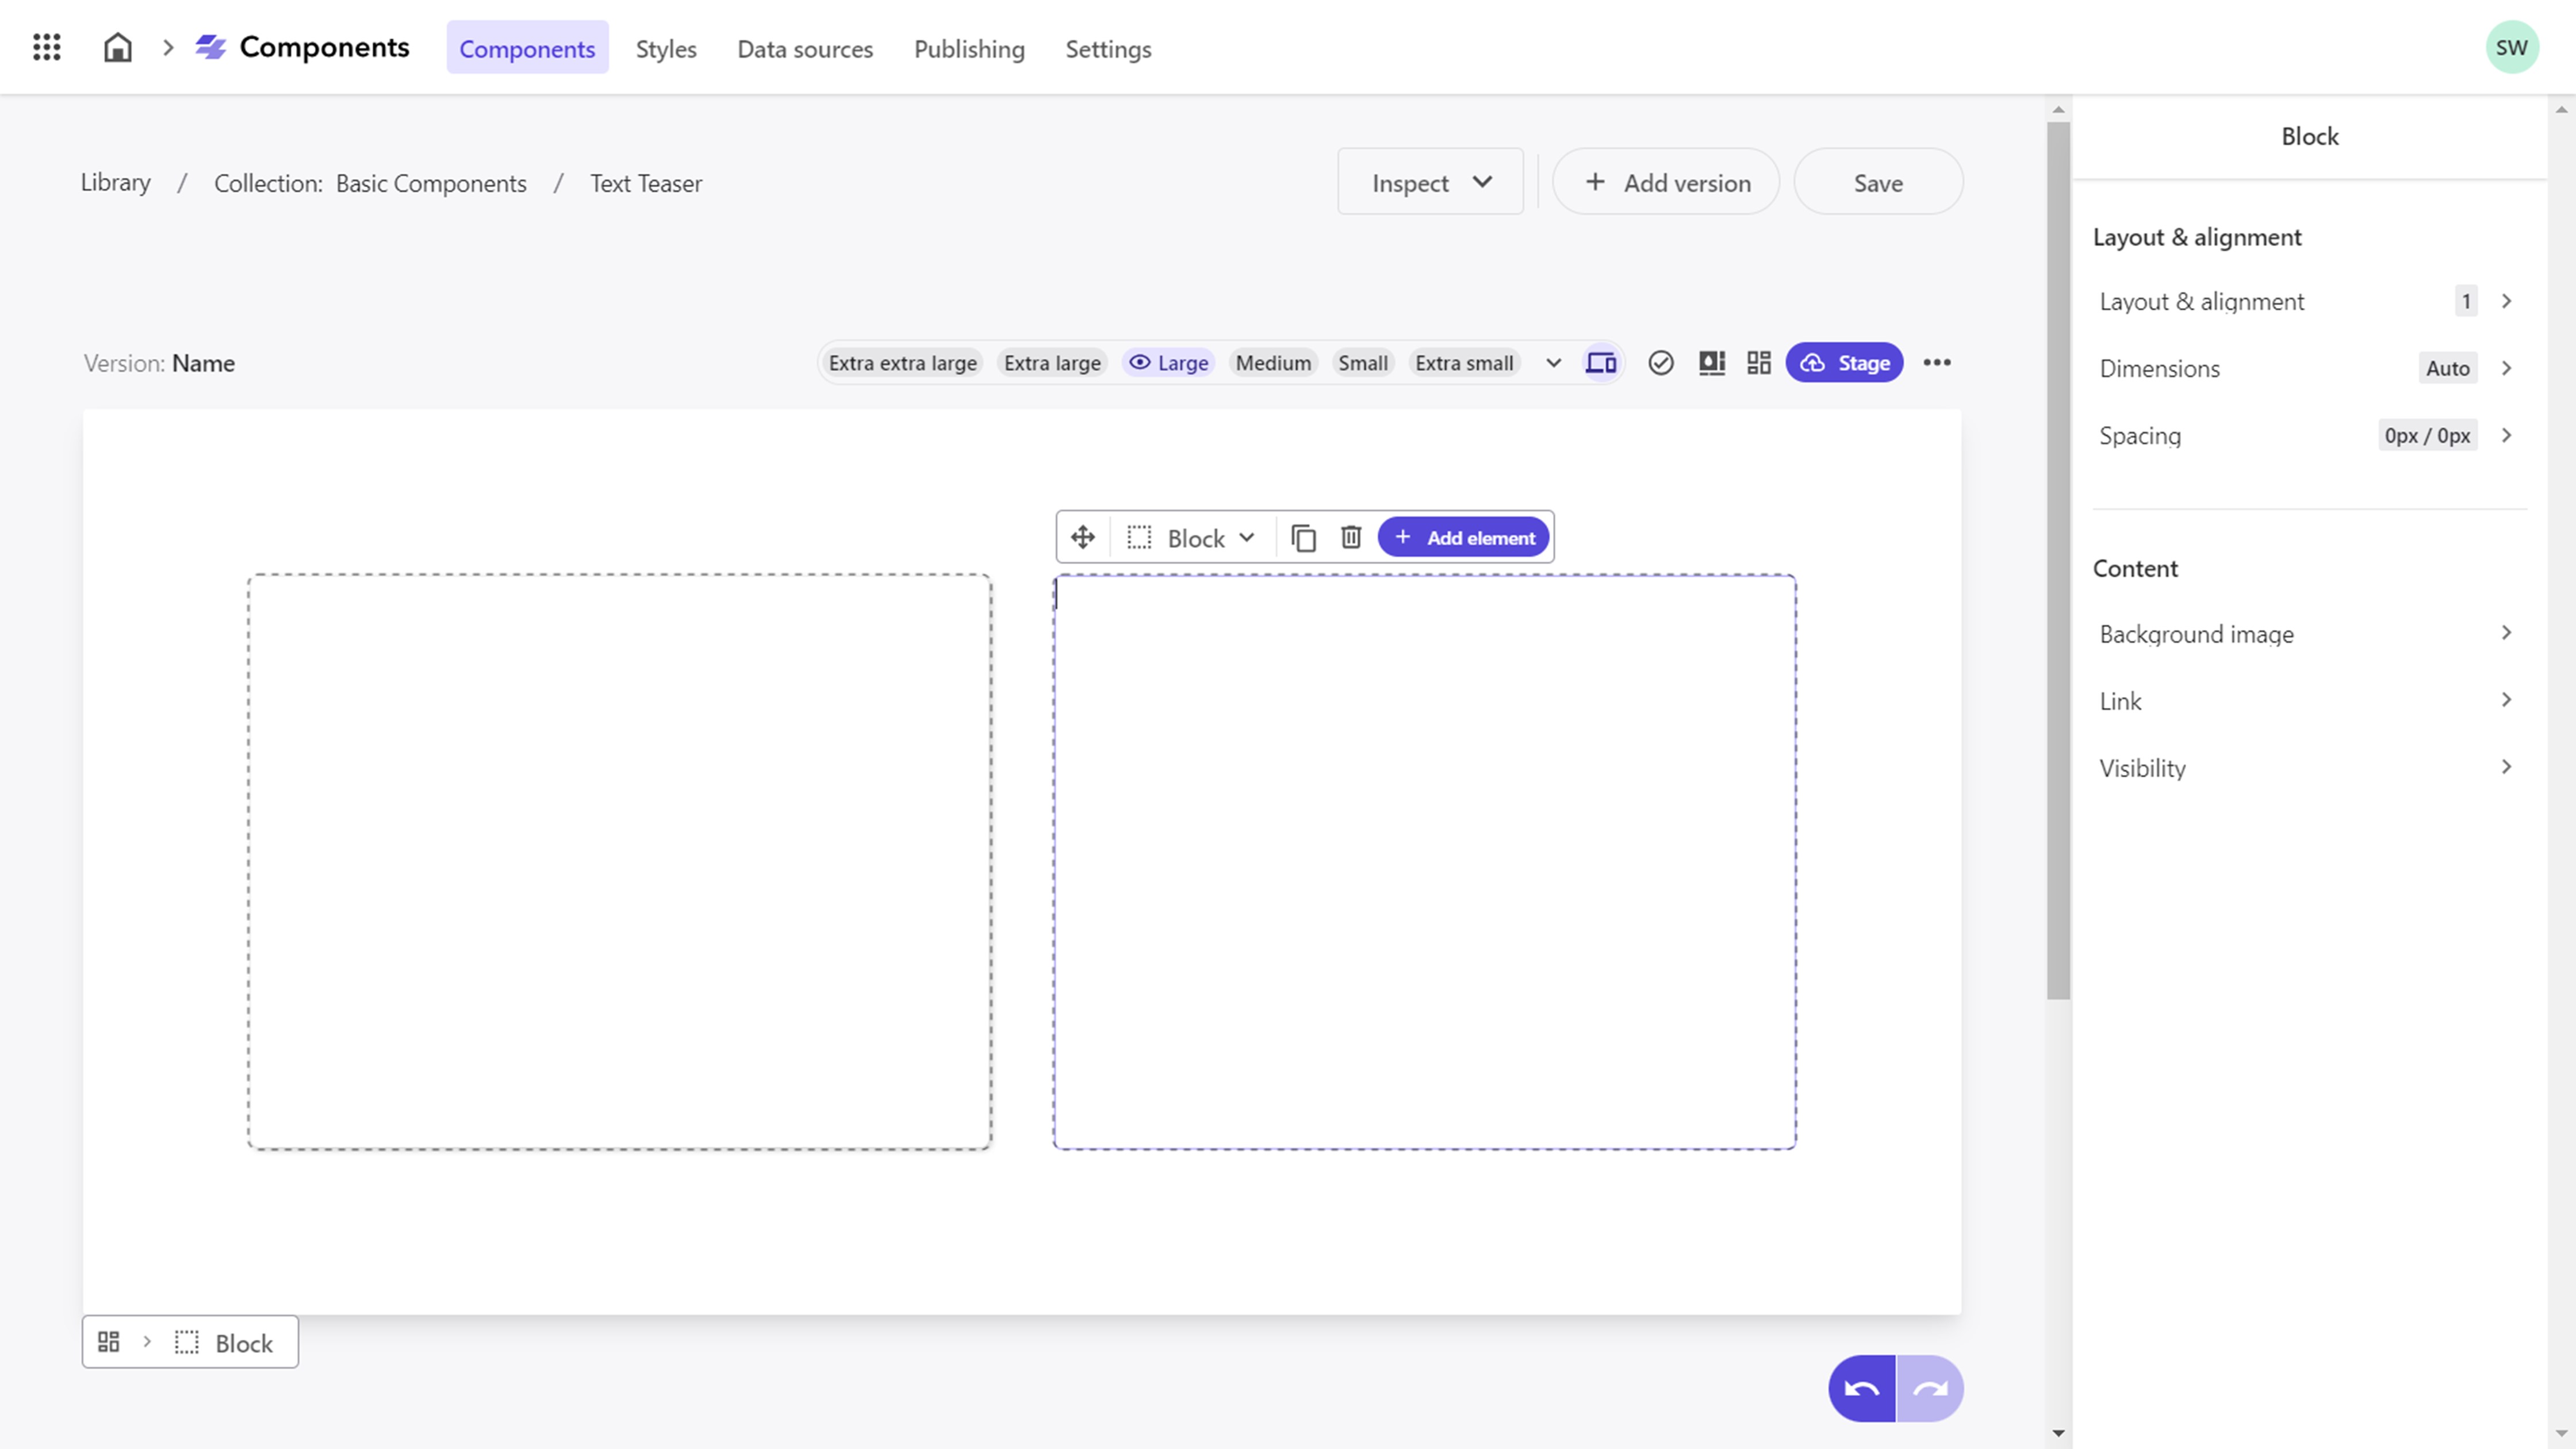 Components Components Styles Data sources Publishing Settings SW
Block
Library / Collection: Basic Components / Text Teaser Inspect + Add version Save
Layout & alignment
Layout & alignment 1
Dimensions Auto
Spacing 0px / 0px
Version: Name Extra extra large Extra large Large Medium Small Extra small Stage
Block + Add element
Content
Background image
Link
Visibility
Block